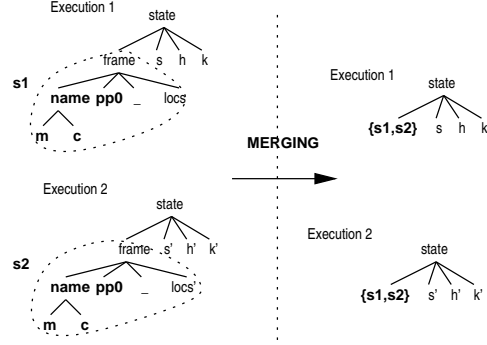 Execution 1
state
frame s h k
s1
name pp0 _ locs
m c
Execution 2
state
frame s' h' k'
s2
name pp0 _ locs'
m c
MERGING
Execution 1
state
{s1,s2} s h k
Execution 2
state
{s1,s2} s' h' k'